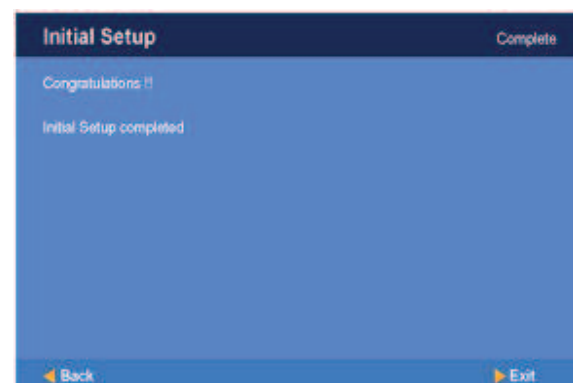 Initial Setup Complete
Congratulations !!
Initial Setup completed
Back Exit